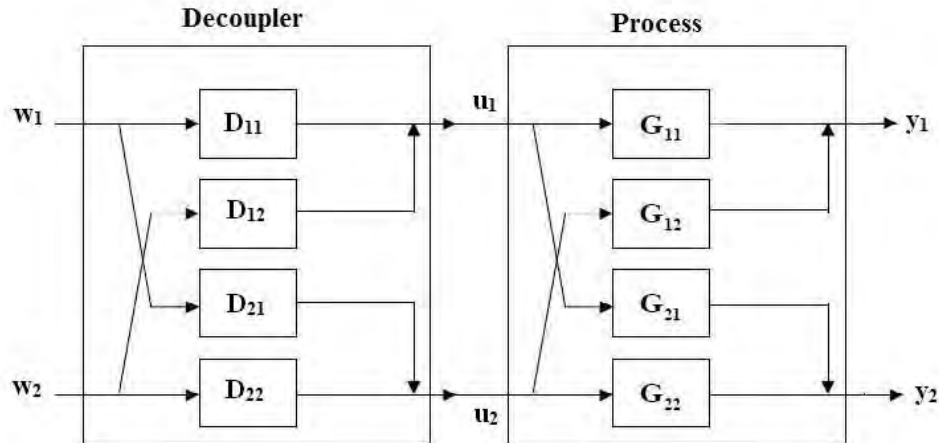 Decoupler
Process
w₁
D₁₁
u₁
G₁₁
y₁
D₁₂
G₁₂
D₂₁
G₂₁
w₂
D₂₂
u₂
G₂₂
y₂